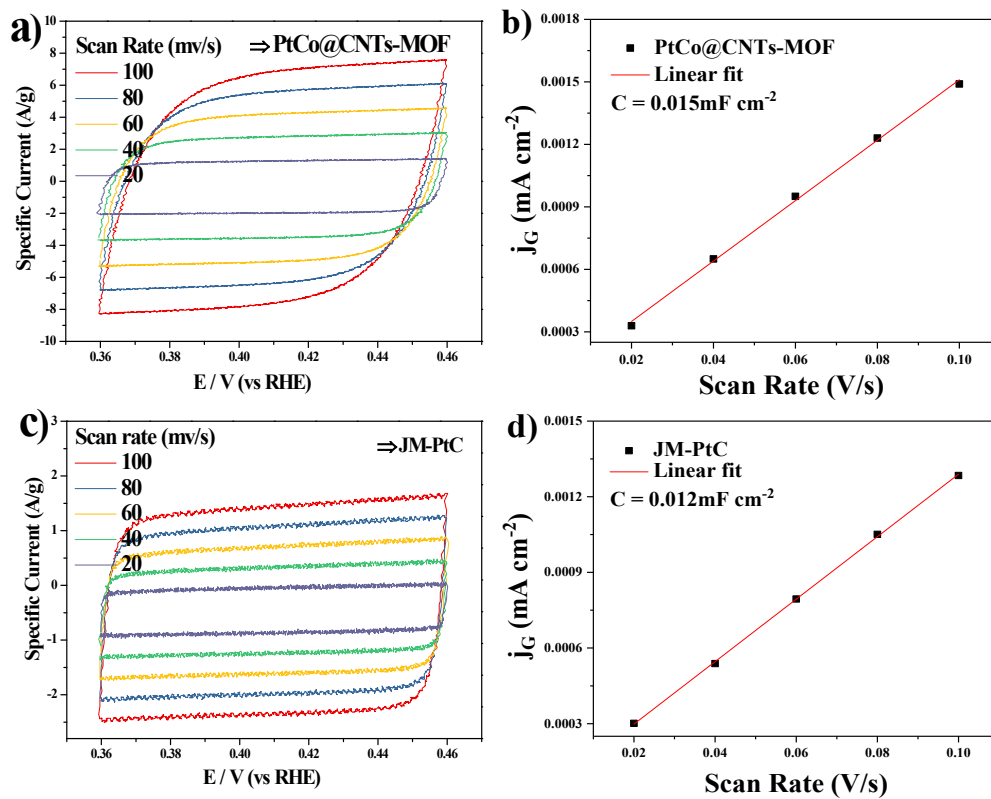 a)
Scan Rate (mv/s)
⇒PtCo@CNTs-MOF
100
80
60
40
20
10
8
6
4
2
0
-2
-4
-6
-8
-10
Specific Current (A/g)
0.36 0.38 0.40 0.42 0.44 0.46
E / V (vs RHE)
b)
PtCo@CNTs-MOF
Linear fit
C = 0.015mF cm-2
0.0018
0.0015
0.0012
0.0009
0.0006
0.0003
jG (mA cm-2)
0.02 0.04 0.06 0.08 0.10
Scan Rate (V/s)
c)
Scan rate (mv/s)
⇒JM-PtC
100
80
60
40
20
3
2
1
0
-1
-2
Specific Current (A/g)
0.36 0.38 0.40 0.42 0.44 0.46
E / V (vs RHE)
d)
JM-PtC
Linear fit
C = 0.012mF cm-2
0.0015
0.0012
0.0009
0.0006
0.0003
jG (mA cm-2)
0.02 0.04 0.06 0.08 0.10
Scan Rate (V/s)